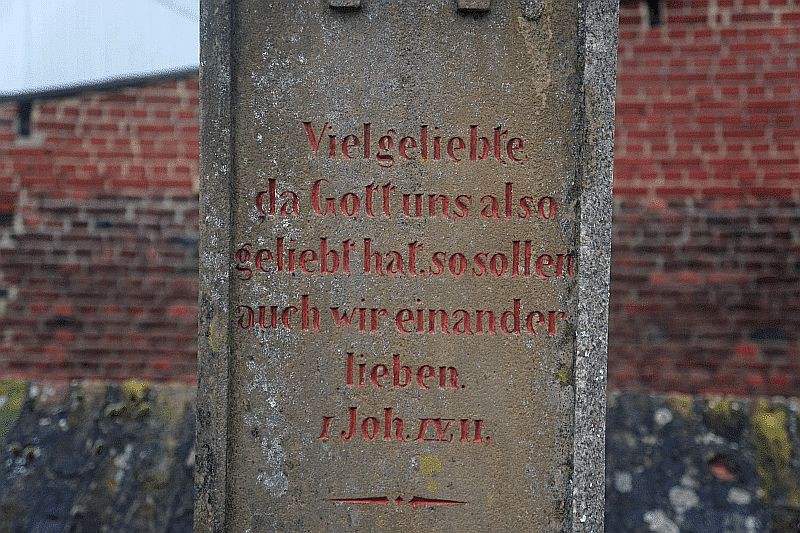 Vielgeliebte
da Gott uns also
geliebt hat. so sollen
auch wir einander
lieben.
1 Joh. IV 11.